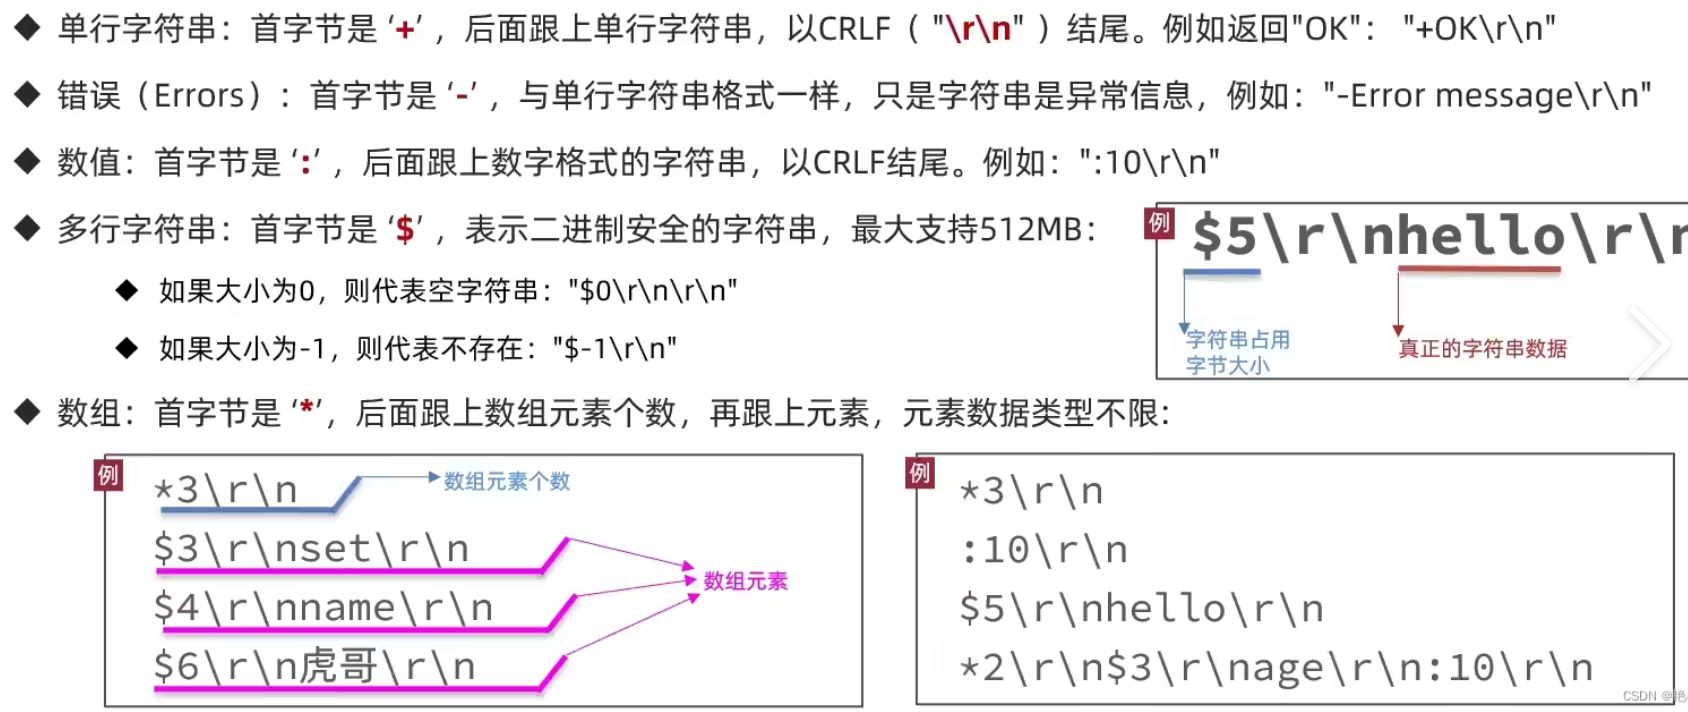 ◆ 单行字符串：首字节是 ‘+’ ，后面跟上单行字符串，以CRLF（ "\r\n" ）结尾。例如返回"OK"： "+OK\r\n"
◆ 错误（Errors）：首字节是 ‘-’ ，与单行字符串格式一样，只是字符串是异常信息，例如："-Error message\r\n"
◆ 数值：首字节是 ‘:’ ，后面跟上数字格式的字符串，以CRLF结尾。例如：":10\r\n"
◆ 多行字符串：首字节是 ‘$’ ，表示二进制安全的字符串，最大支持512MB：
◆ 如果大小为0，则代表空字符串："$0\r\n\r\n"
◆ 如果大小为-1，则代表不存在："$-1\r\n"
例
$5\r\nhello\r\n
字符串占用
字节大小
真正的字符串数据
◆ 数组：首字节是 ‘*’，后面跟上数组元素个数，再跟上元素，元素数据类型不限:
例
*3\r\n
数组元素个数
$3\r\nset\r\n
$4\r\nname\r\n
$6\r\n虎哥\r\n
数组元素
例
*3\r\n
:10\r\n
$5\r\nhello\r\n
*2\r\n$3\r\nage\r\n:10\r\n
CSDN